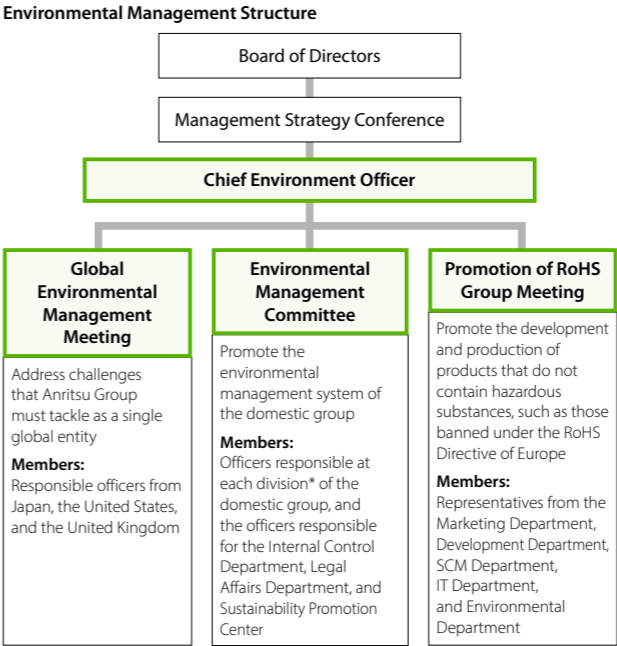 Environmental Management Structure
Board of Directors
Management Strategy Conference
Chief Environment Officer
Global
Environmental
Management
Meeting
Address challenges
that Anritsu Group
must tackle as a single
global entity
Members:
Responsible officers from
Japan, the United States,
and the United Kingdom
Environmental
Management
Committee
Promote the
environmental
management system of
the domestic group
Members:
Officers responsible at
each division* of the
domestic group, and
the officers responsible
for the Internal Control
Department, Legal
Affairs Department, and
Sustainability Promotion
Center
Promotion of RoHS
Group Meeting
Promote the development
and production of
products that do not
contain hazardous
substances, such as those
banned under the RoHS
Directive of Europe
Members:
Representatives from the
Marketing Department,
Development Department,
SCM Department,
IT Department,
and Environmental
Department